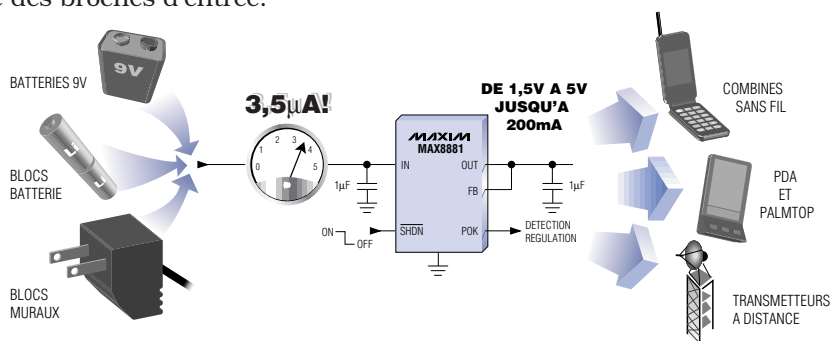 des broches d'entrée.
BATTERIES 9V
9V
BLOCS
BATTERIE
BLOCS
MURAUX
3,5µA!
0 1 2 3 4 5
1µF
ON
OFF
MAXIM
MAX8881
IN
OUT
FB
SHDN
POK
DE 1,5V A 5V
JUSQU'A
200mA
1µF
DETECTION
REGULATION
COMBINES
SANS FIL
PDA
ET
PALMTOP
TRANSMETTEURS
A DISTANCE